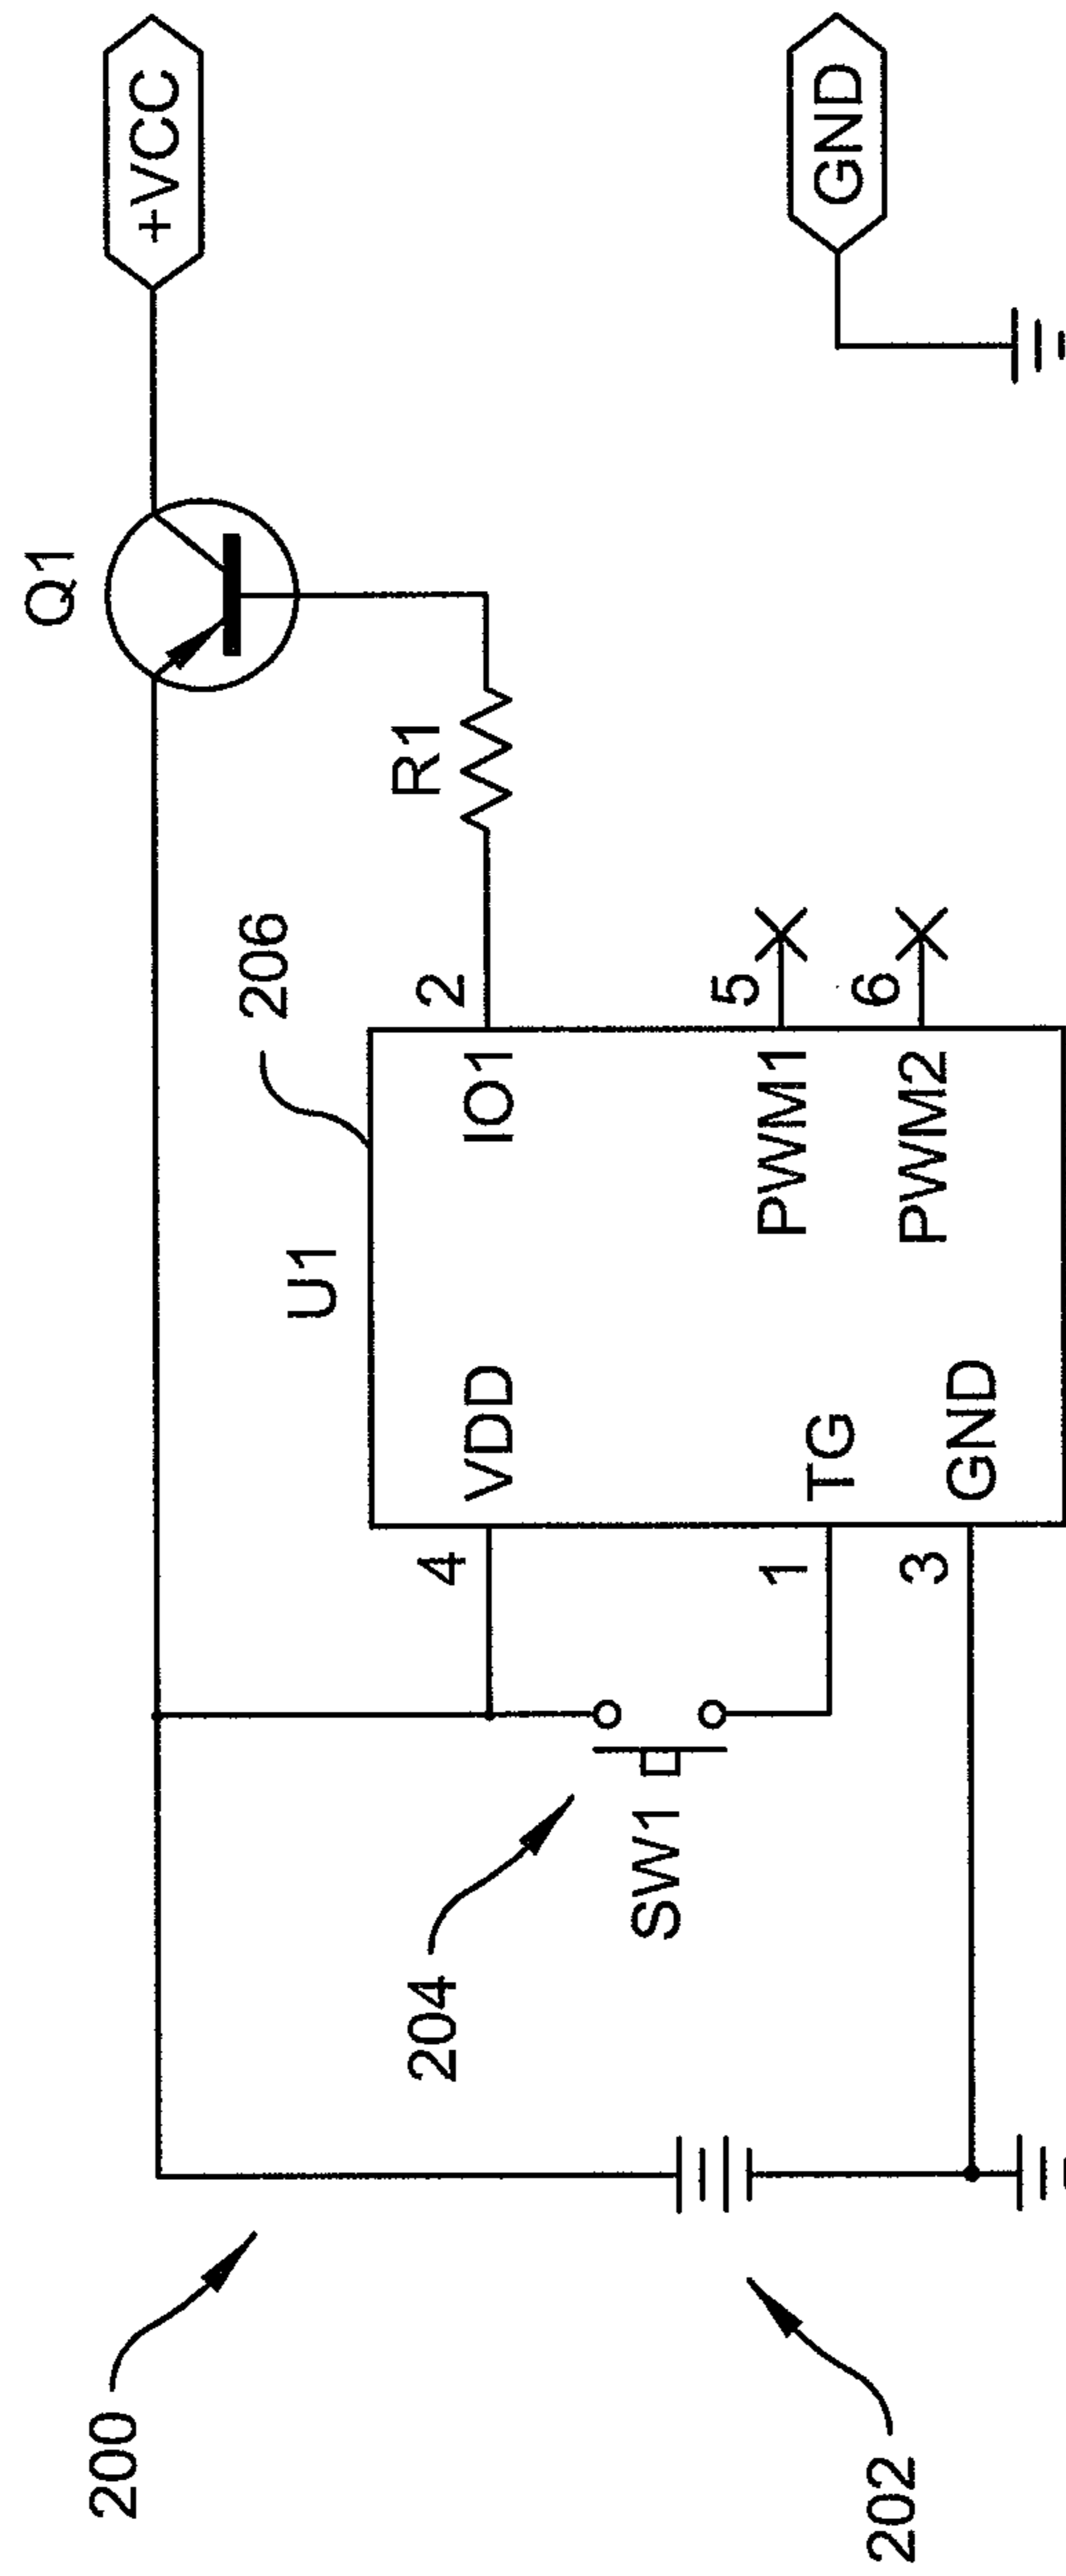 200
202
204
SW1
206
U1
4
VDD
1
TG
3
GND
IO1
2
PWM1
5
PWM2
6
R1
Q1
+VCC
GND